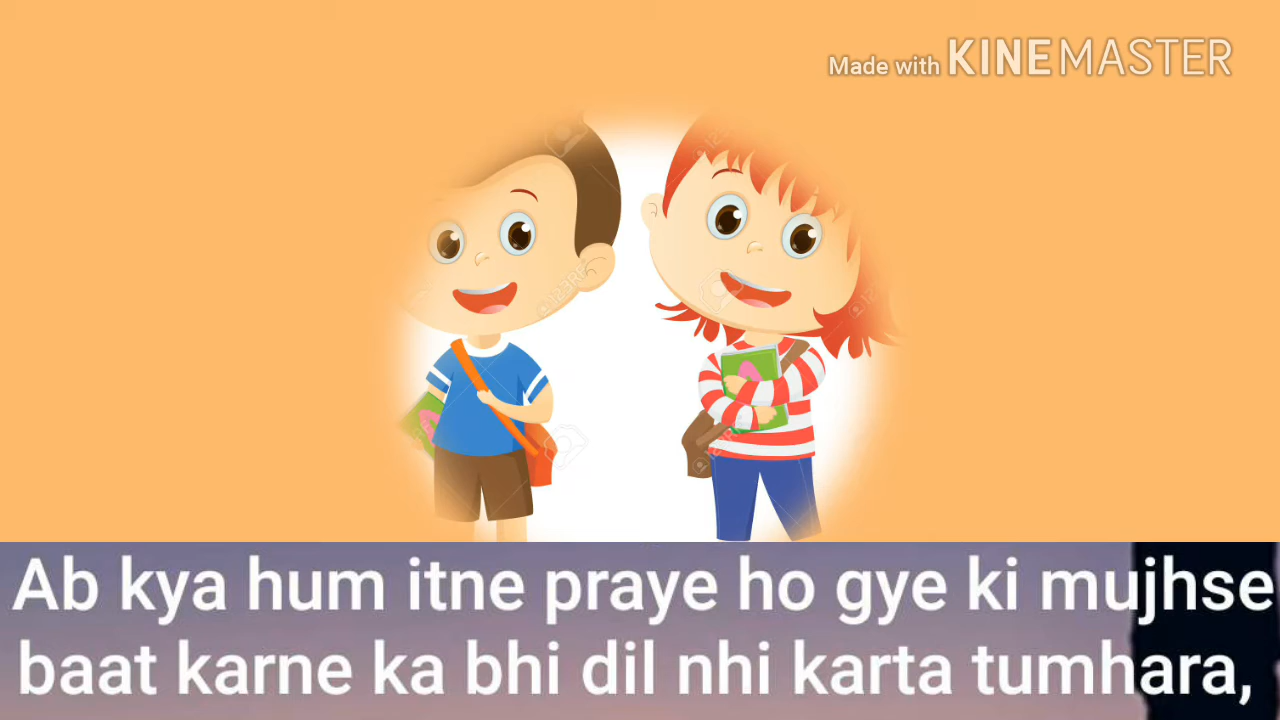 Made with KINEMASTER
Ab kya hum itne praye ho gye ki mujhse
baat karne ka bhi dil nhi karta tumhara,